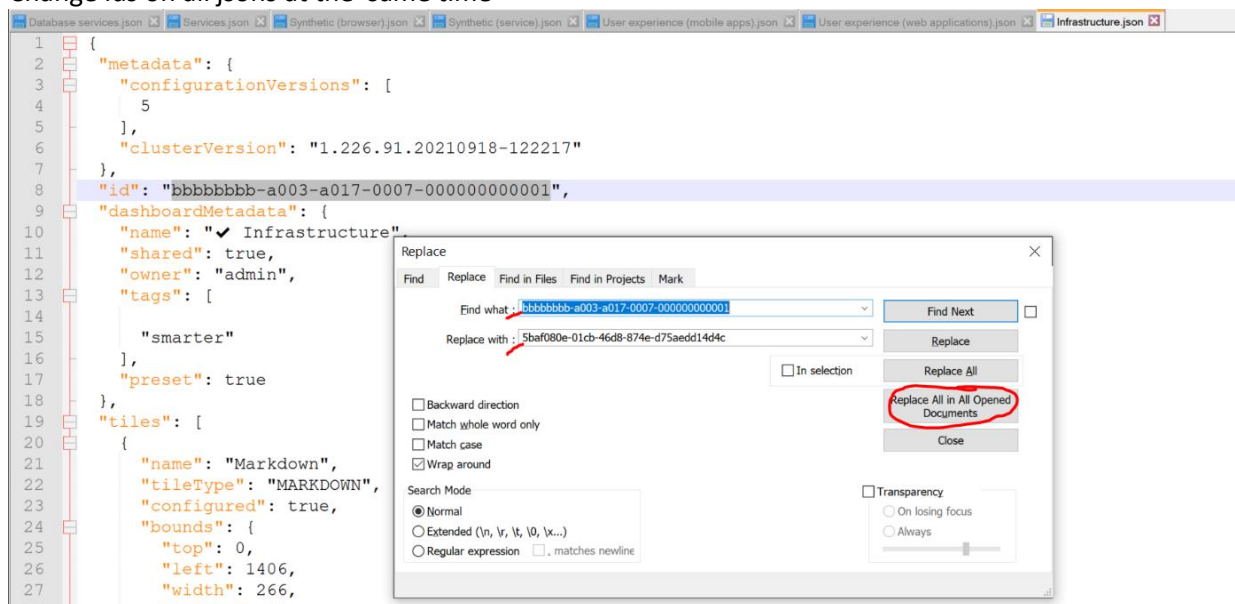 Change ids on all jsons at the same time
Database services.json Services.json Synthetic (browser).json Synthetic (service).json User experience (mobile apps).json User experience (web applications).json Infrastructure.json
1 {
2 "metadata": {
3 "configurationVersions": [
4 5
5 ],
6 "clusterVersion": "1.226.91.20210918-122217"
7 },
8 "id": "bbbbbbbb-a003-a017-0007-000000000001",
9 "dashboardMetadata": {
10 "name": "✔ Infrastructure",
11 "shared": true,
12 "owner": "admin",
13 "tags": [
14
15 "smarter"
16 ],
17 "preset": true
18 },
19 "tiles": [
20 {
21 "name": "Markdown",
22 "tileType": "MARKDOWN",
23 "configured": true,
24 "bounds": {
25 "top": 0,
26 "left": 1406,
27 "width": 266,
Replace
Find Replace Find in Files Find in Projects Mark
Find what : bbbbbbbb-a003-a017-0007-000000000001 Find Next
Replace with : 5baf080e-01cb-46d8-874e-d75aedd14d4c Replace
In selection Replace All
Backward direction
Match whole word only
Match case
Wrap around
Replace All in All Opened
Documents
Close
Search Mode
Normal
Extended (\n, \r, \t, \0, \x...)
Regular expression . matches newline
Transparency
On losing focus
Always